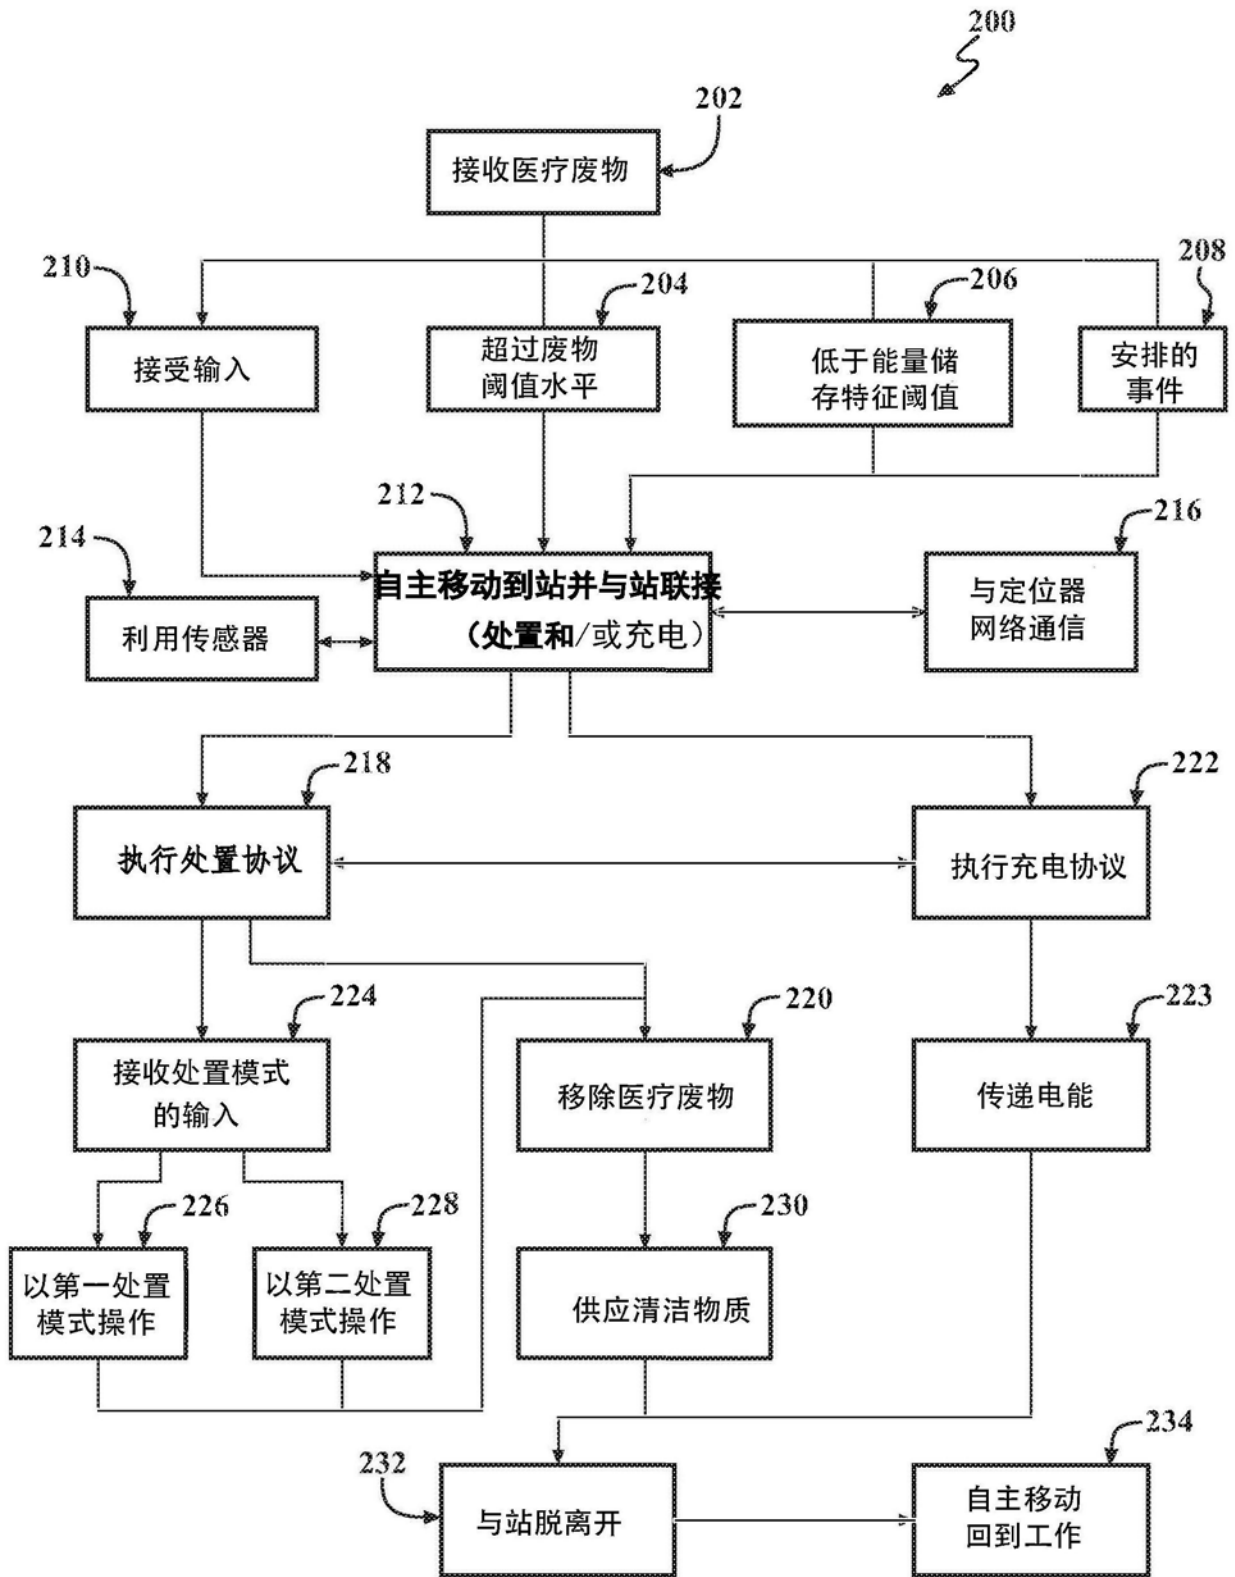 200
202
接收医疗废物
210
204
206
208
接受输入
超过废物
阈值水平
低于能量储
存特征阈值
安排的
事件
212
214
216
自主移动到站并与站联接
（处置和/或充电）
利用传感器
与定位器
网络通信
218
222
执行处置协议
执行充电协议
224
220
223
接收处置模式
的输入
移除医疗废物
传递电能
226
228
230
以第一处置
模式操作
以第二处置
模式操作
供应清洁物质
232
234
与站脱离开
自主移动
回到工作